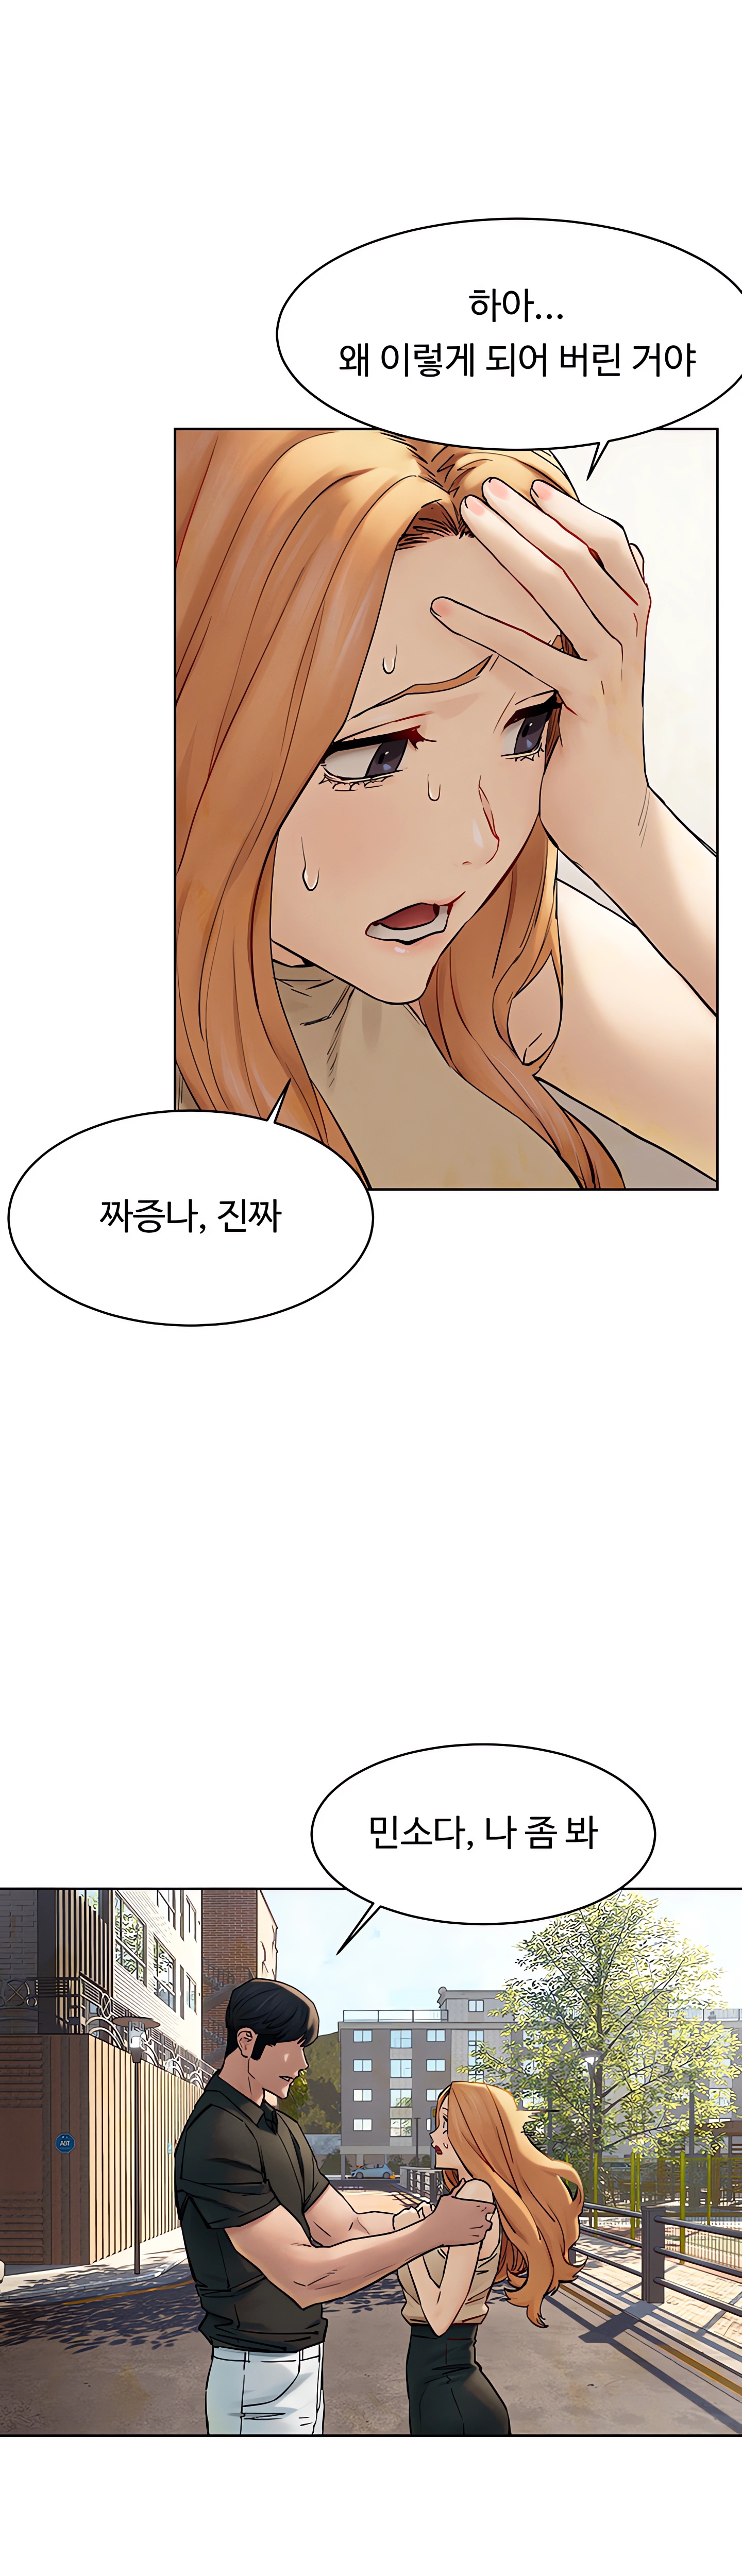 하아...
왜 이렇게 되어 버린 거야
짜증나, 진짜
민소다, 나 좀 봐
ABT